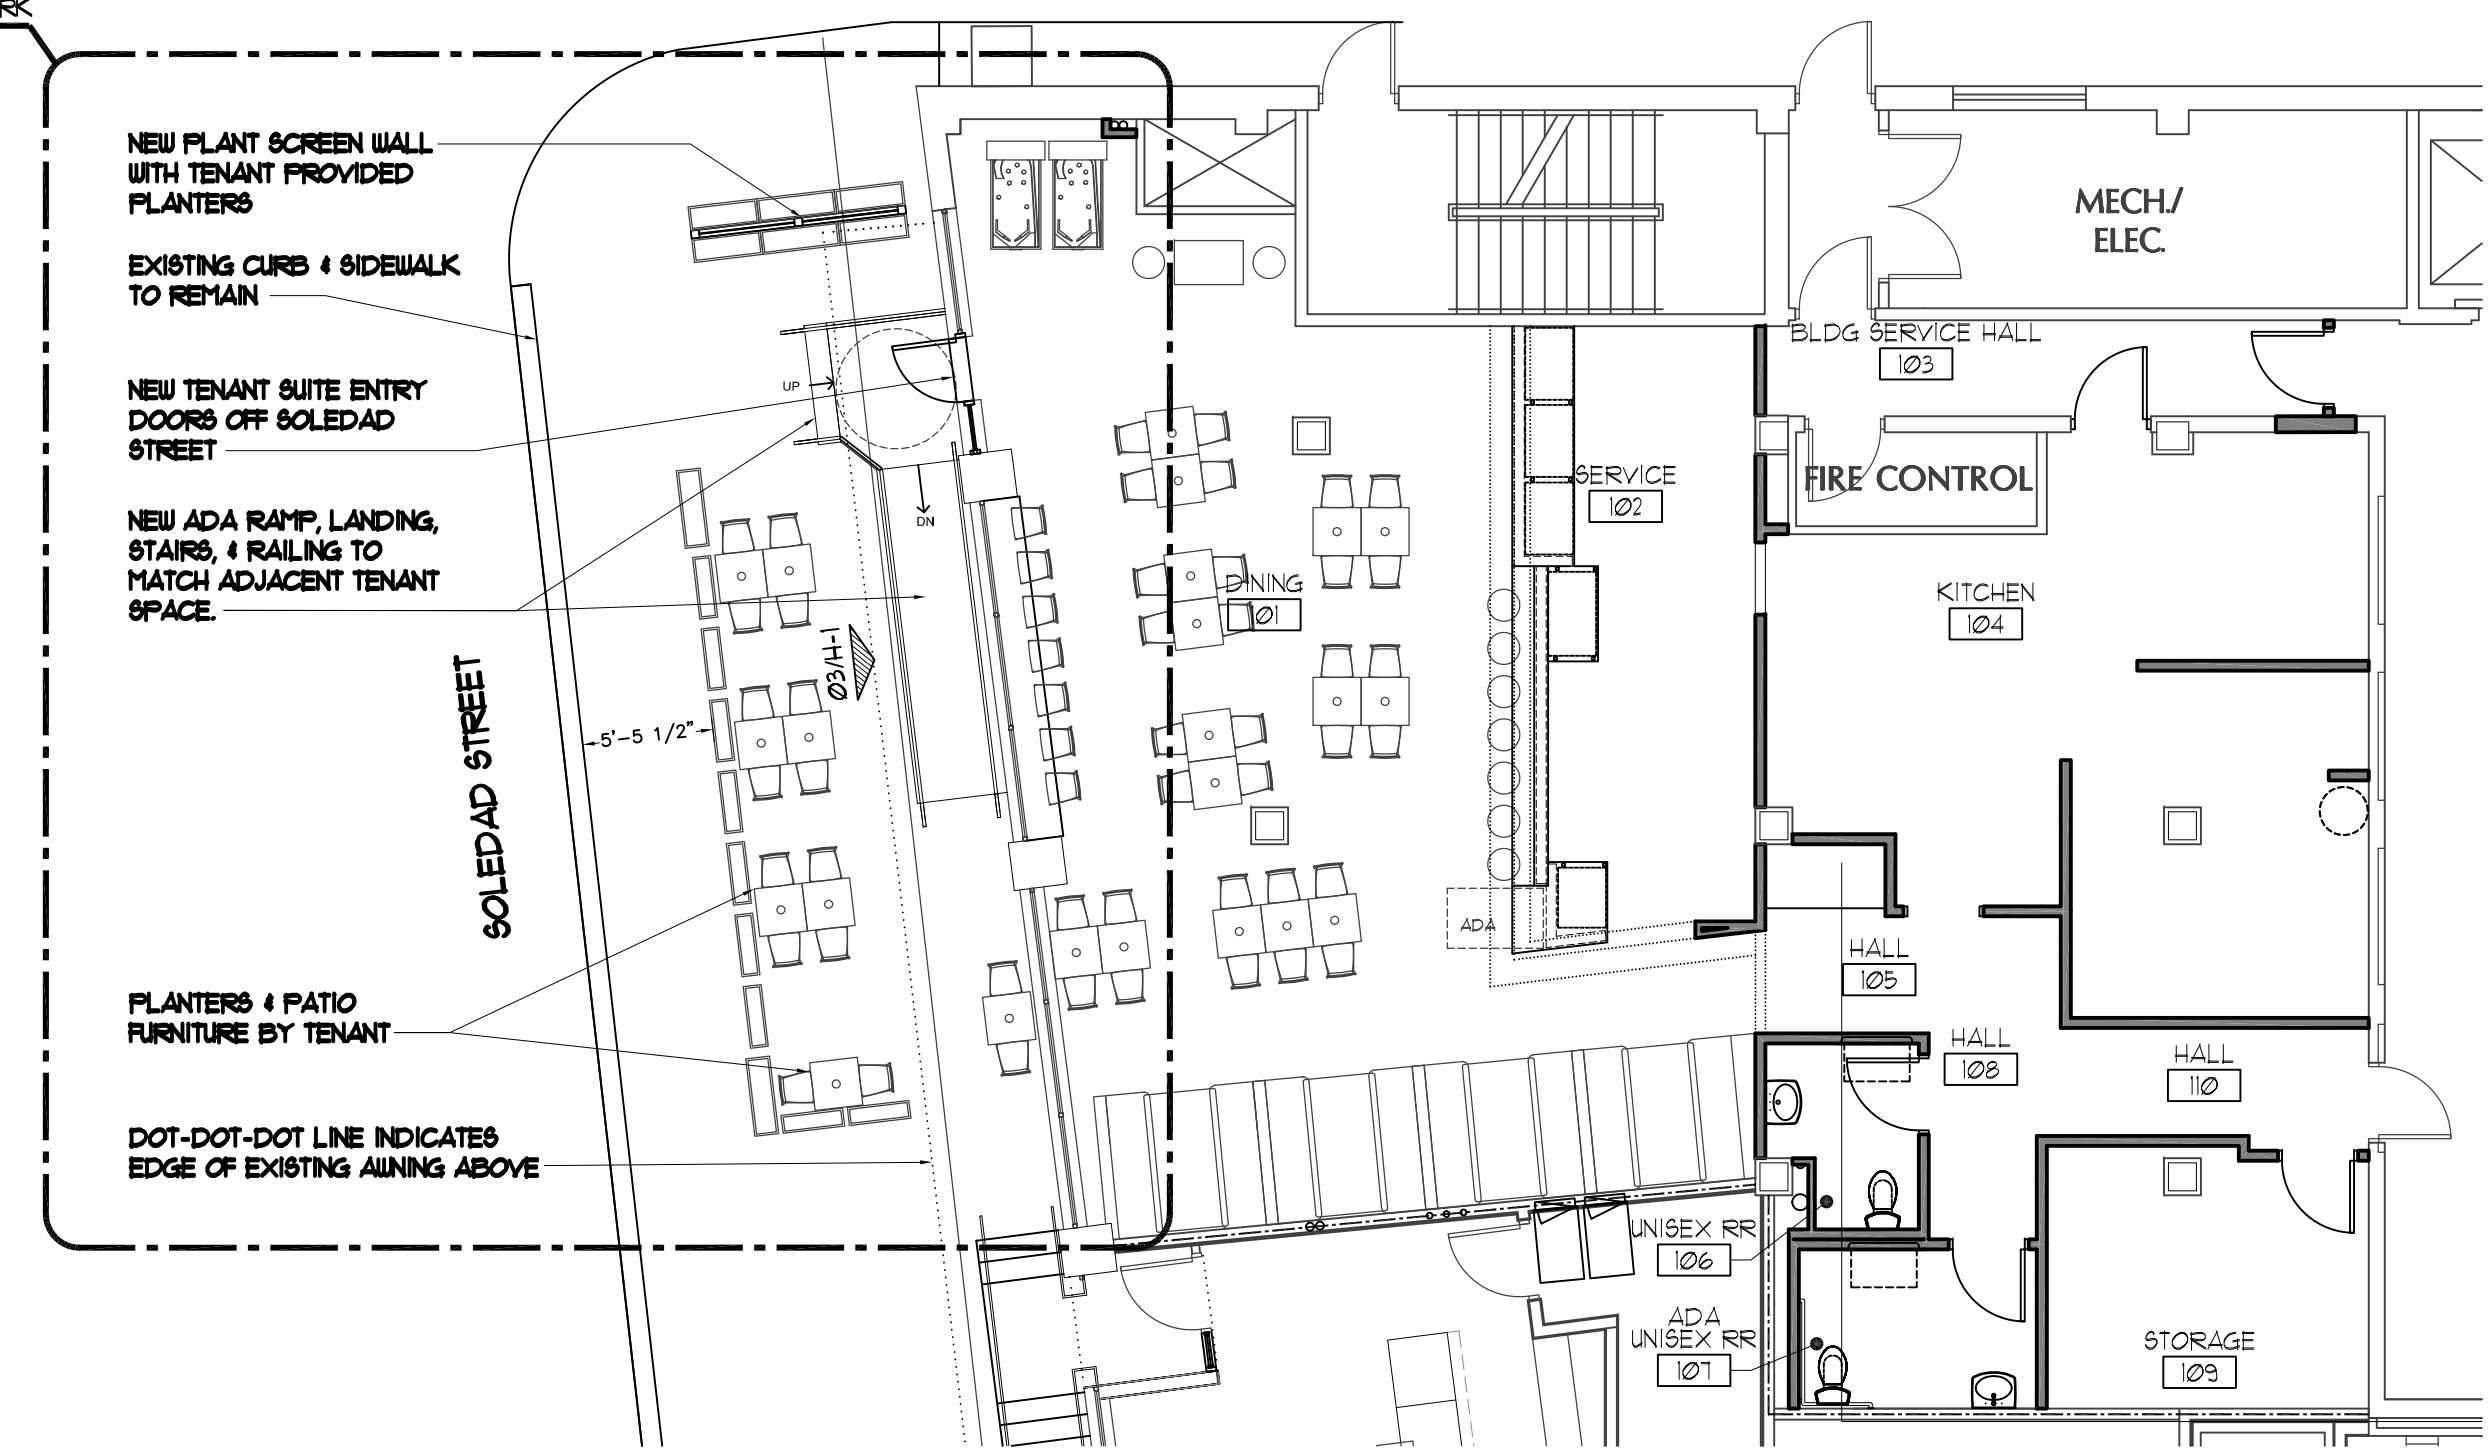 RK
NEW PLANT SCREEN WALL
WITH TENANT PROVIDED
PLANTERS
EXISTING CURB & SIDEWALK
TO REMAIN
NEW TENANT SUITE ENTRY
DOORS OFF SOLEDAD
STREET
NEW ADA RAMP, LANDING,
STAIRS, & RAILING TO
MATCH ADJACENT TENANT
SPACE.
PLANTERS & PATIO
FURNITURE BY TENANT
DOT-DOT-DOT LINE INDICATES
EDGE OF EXISTING AWNING ABOVE
SOLEDAD STREET
5'-5 1/2"
UP
DN
03/H-1
DINING
101
SERVICE
102
ADA
MECH./
ELEC.
BLDG SERVICE HALL
103
FIRE CONTROL
KITCHEN
104
HALL
105
HALL
108
HALL
110
UNISEX RR
106
ADA
UNISEX RR
107
STORAGE
109